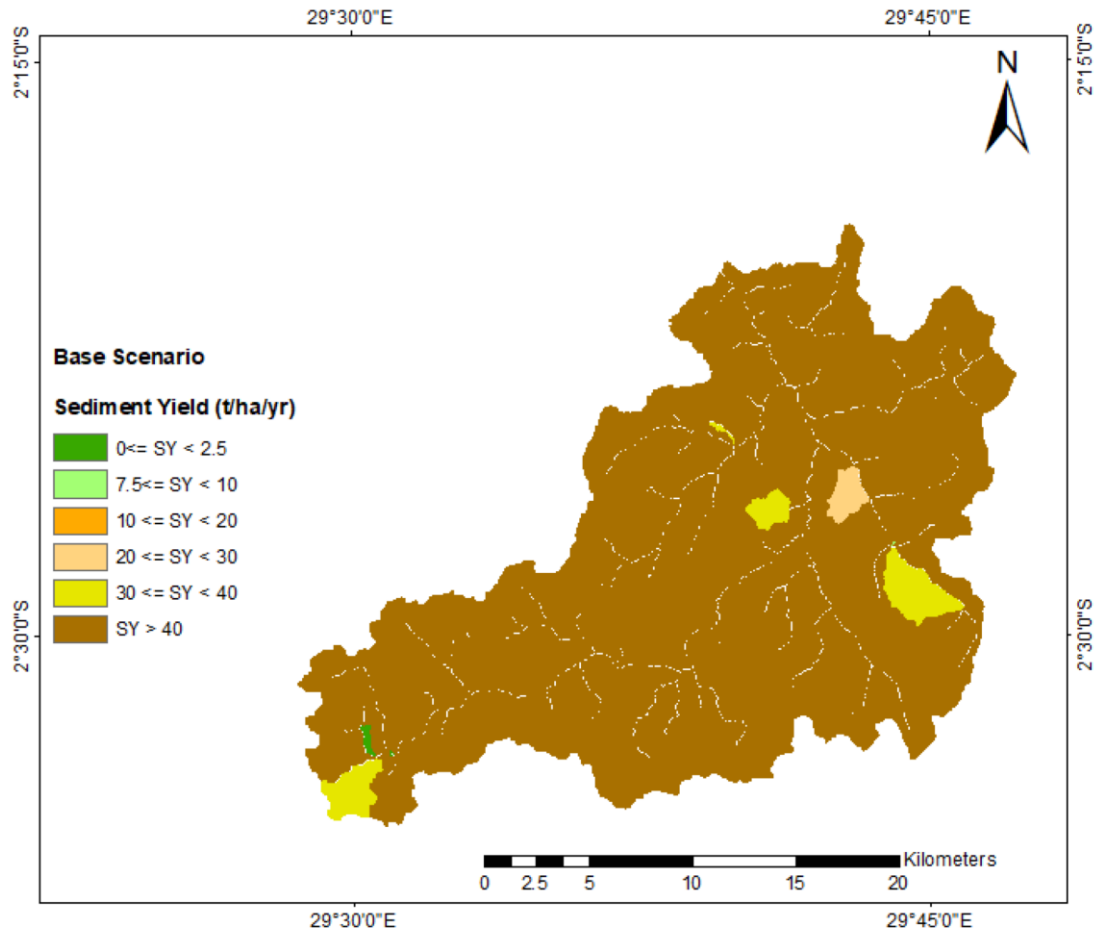 29°30'0"E
29°45'0"E
2°15'0"S
2°15'0"S
N
Base Scenario
Sediment Yield (t/ha/yr)
0<= SY < 2.5
7.5<= SY < 10
10 <= SY < 20
20 <= SY < 30
30 <= SY < 40
SY > 40
2°30'0"S
2°30'0"S
Kilometers
0 2.5 5 10 15 20
29°30'0"E
29°45'0"E